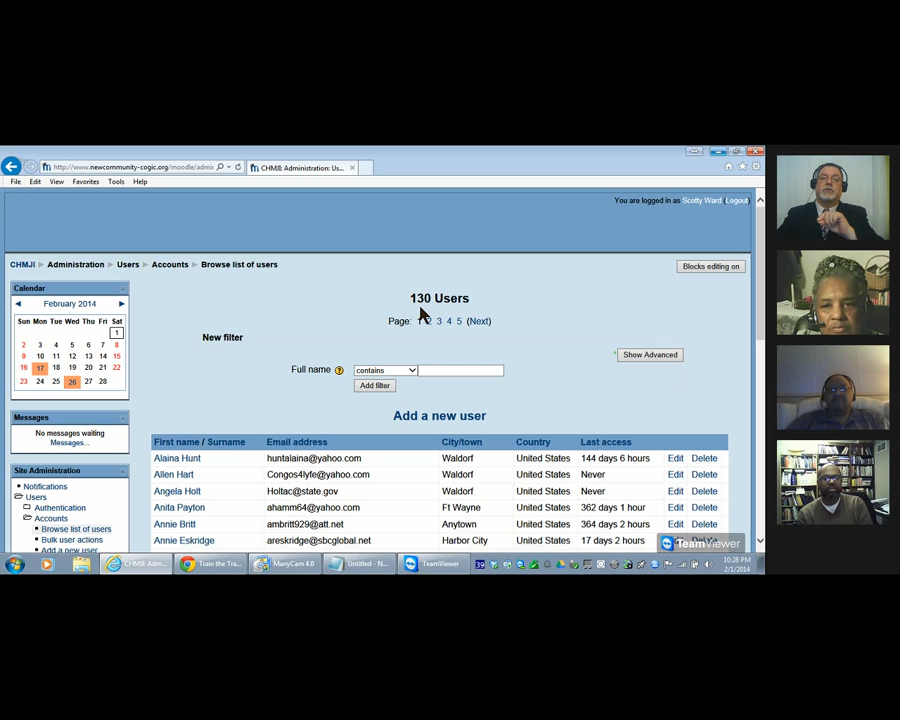 http://www.newcommunity-cogic.org/moodle/admi
CHMJI: Administration: Us...
File Edit View Favorites Tools Help
You are logged in as Scotty Ward (Logout)
CHMJI ► Administration ► Users ► Accounts ► Browse list of users
Blocks editing on
Calendar
February 2014
Sun Mon Tue Wed Thu Fri Sat
1
2 3 4 5 6 7 8
9 10 11 12 13 14 15
16 17 18 19 20 21 22
23 24 25 26 27 28
Messages
No messages waiting
Messages...
Site Administration
Notifications
Users
Authentication
Accounts
Browse list of users
Bulk user actions
Add a new user
130 Users
Page: 1 2 3 4 5 (Next)
New filter
* Show Advanced
Full name contains
Add filter
Add a new user
First name / Surname Email address City/town Country Last access
Alaina Hunt huntalaina@yahoo.com Waldorf United States 144 days 6 hours Edit Delete
Allen Hart Congos4lyfe@yahoo.com Waldorf United States Never Edit Delete
Angela Holt Holtac@state.gov Waldorf United States Never Edit Delete
Anita Payton ahamm64@yahoo.com Ft Wayne United States 362 days 1 hour Edit Delete
Annie Britt ambritt929@att.net Anytown United States 364 days 2 hours Edit Delete
Annie Eskridge areskridge@sbcglobal.net Harbor City United States 17 days 2 hours
TeamViewer
CHMJI: Adm... Train the Tra... ManyCam 4.0 Untitled - N... TeamViewer 39
10:28 PM
2/1/2014